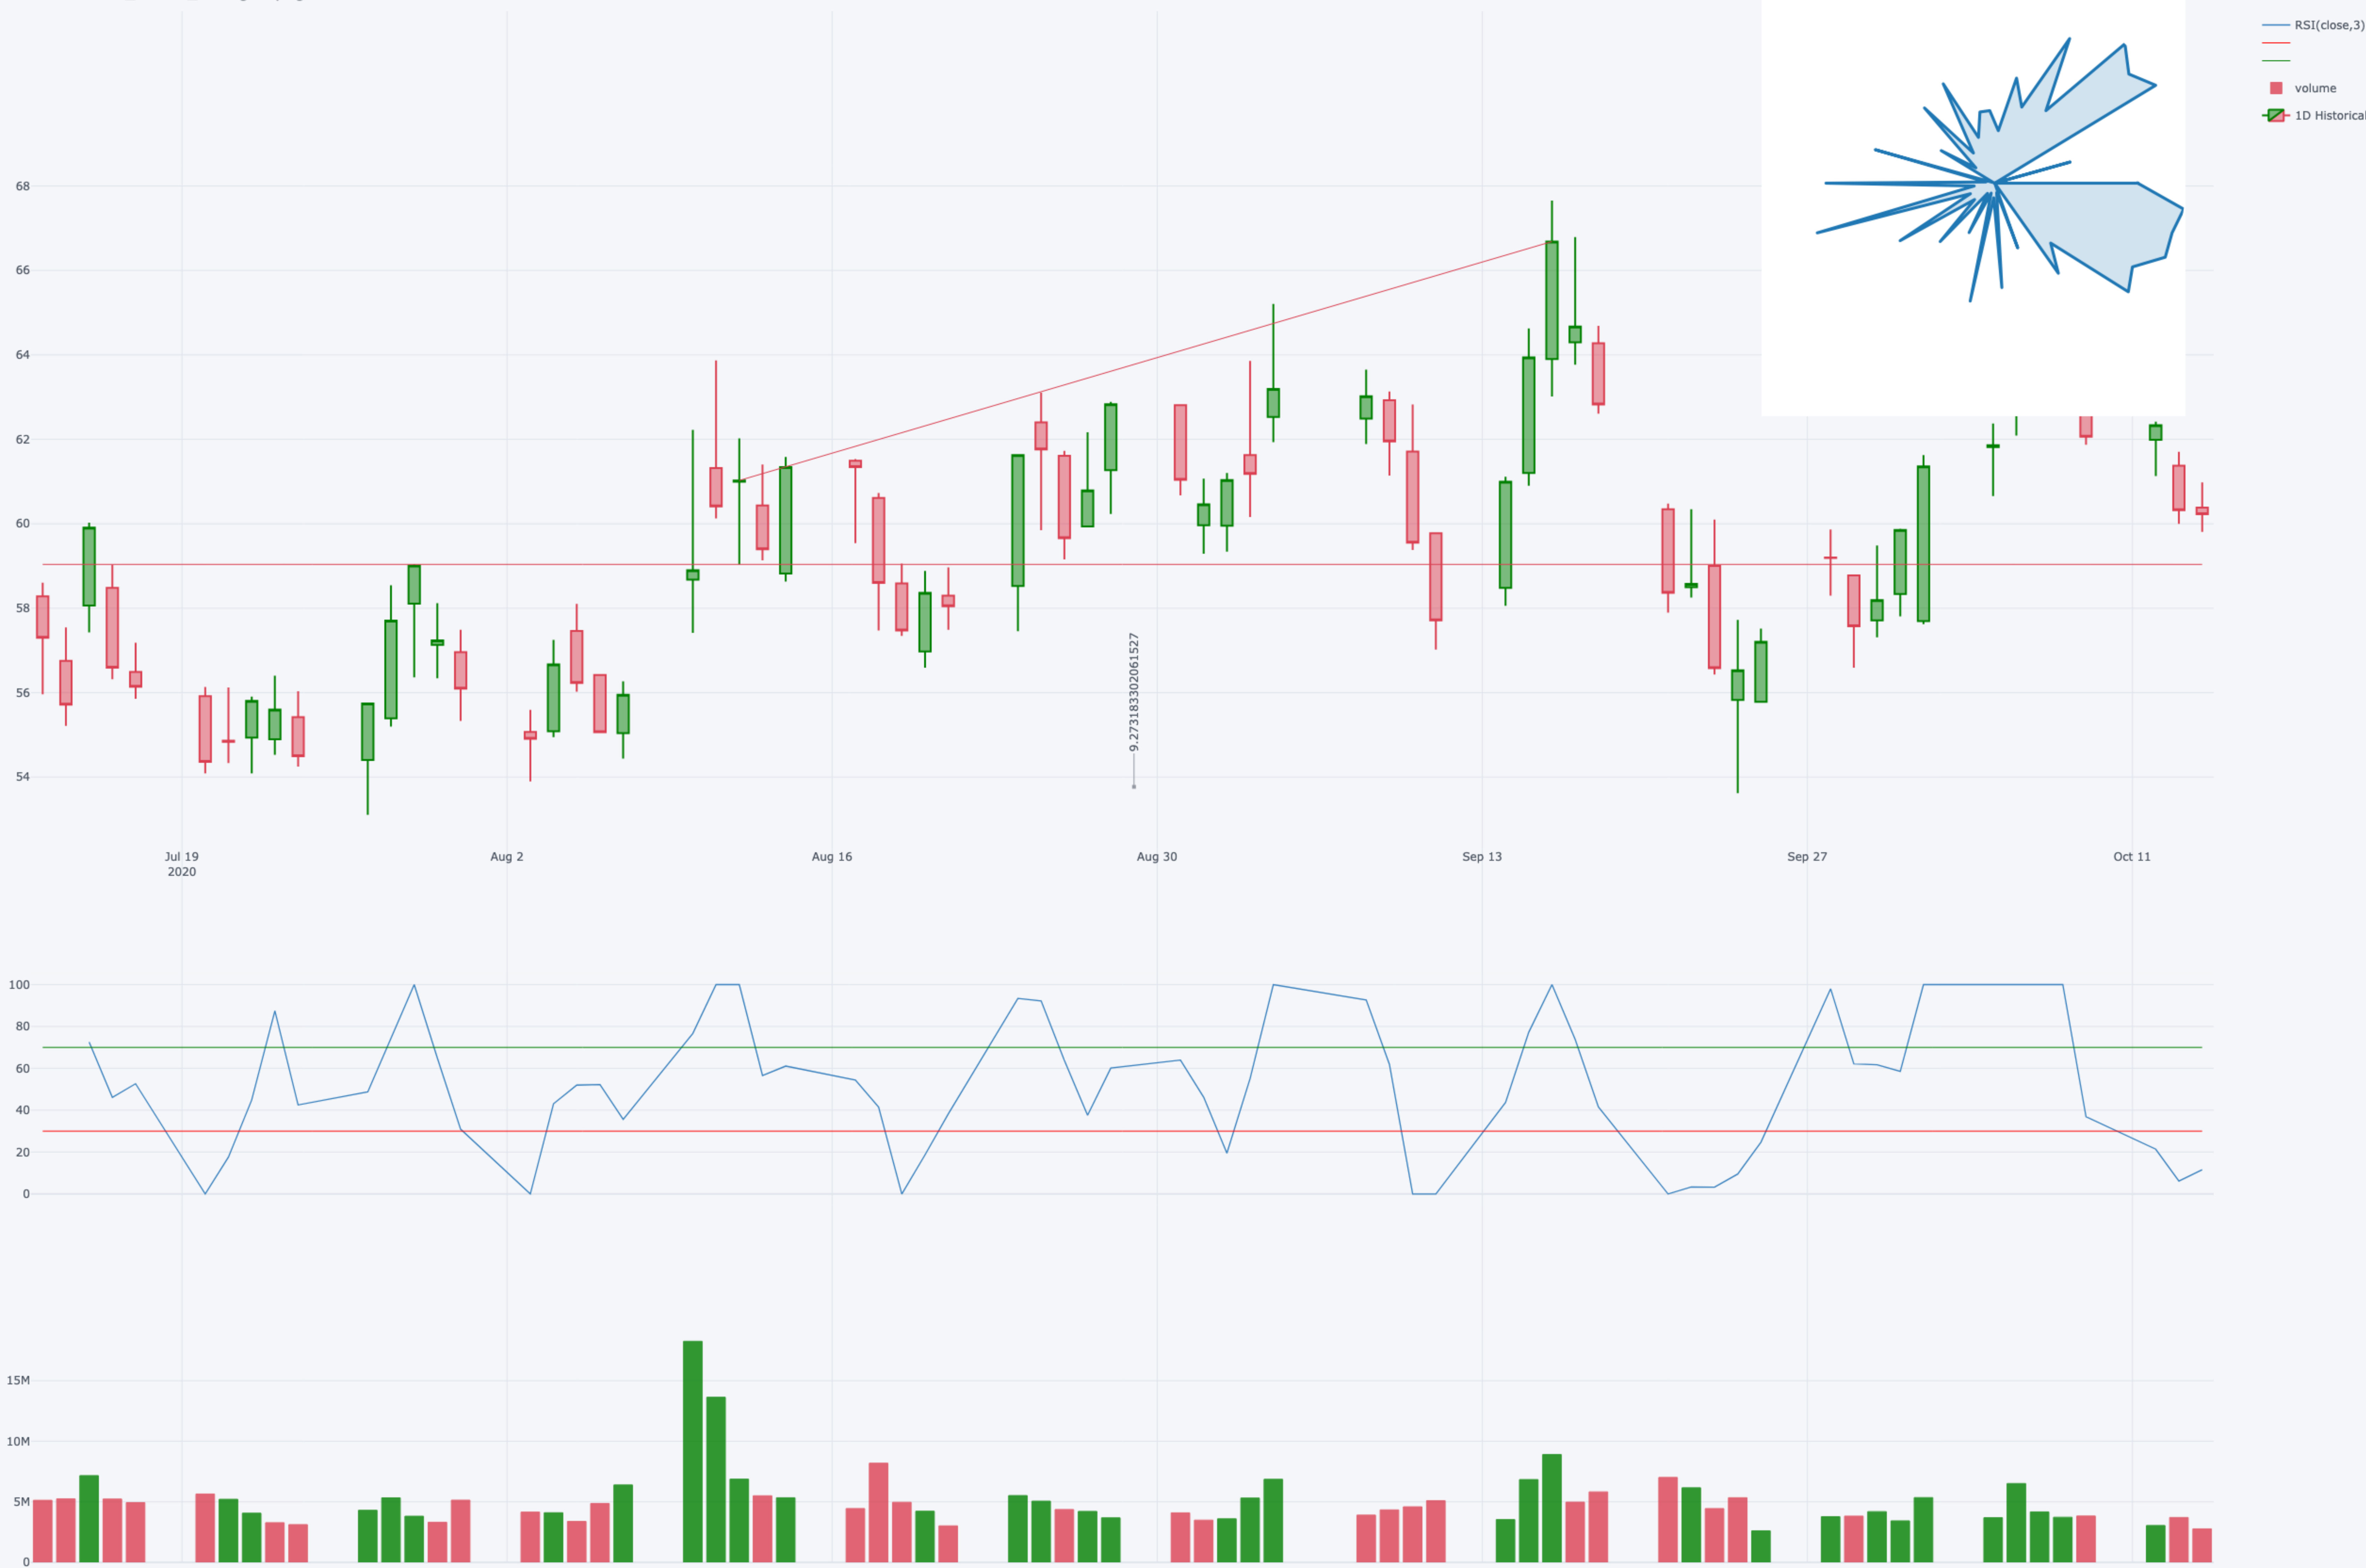 RSI(close,3)
volume
1D Historical
68
66
64
62
60
58
56
54
9.273183302061527
Jul 19
2020
Aug 2
Aug 16
Aug 30
Sep 13
Sep 27
Oct 11
100
80
60
40
20
0
15M
10M
5M
0